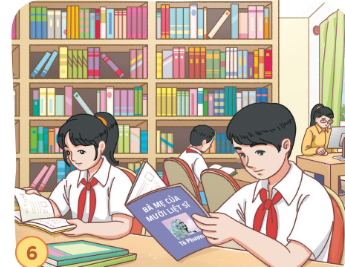 BÀ MẸ CỦA
MƯỜI LIỆT SĨ
Tô Phương
6